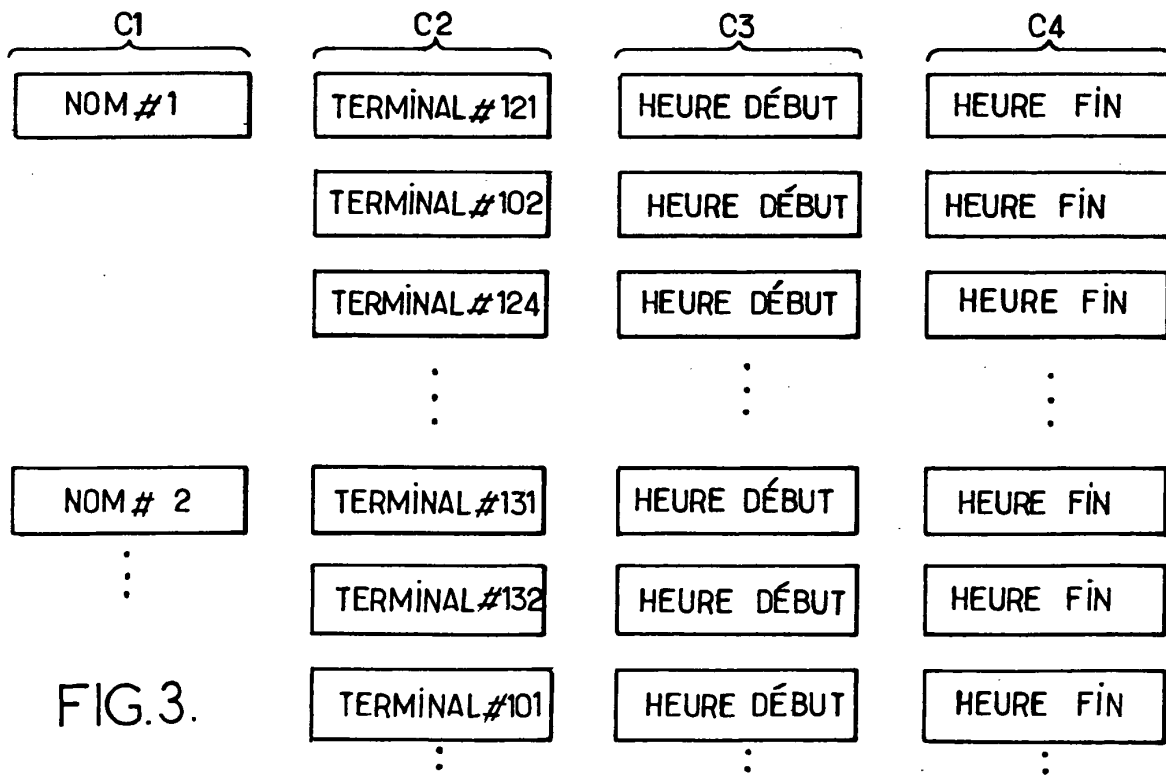 C1 C2 C3 C4
NOM # 1 TERMINAL # 121 HEURE DÉBUT HEURE FIN
TERMINAL # 102 HEURE DÉBUT HEURE FIN
TERMINAL # 124 HEURE DÉBUT HEURE FIN
NOM # 2 TERMINAL # 131 HEURE DÉBUT HEURE FIN
TERMINAL # 132 HEURE DÉBUT HEURE FIN
FIG.3. TERMINAL # 101 HEURE DÉBUT HEURE FIN